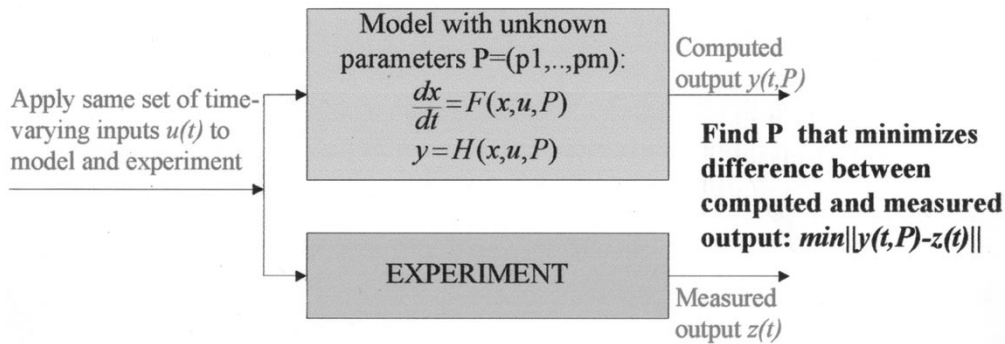 Model with unknown
parameters P=(p1,..,pm):
dx/dt=F(x,u,P)
y=H(x,u,P)
Computed
output y(t,P)
Apply same set of time-
varying inputs u(t) to
model and experiment
Find P that minimizes
difference between
computed and measured
output: min||y(t,P)-z(t)||
EXPERIMENT
Measured
output z(t)